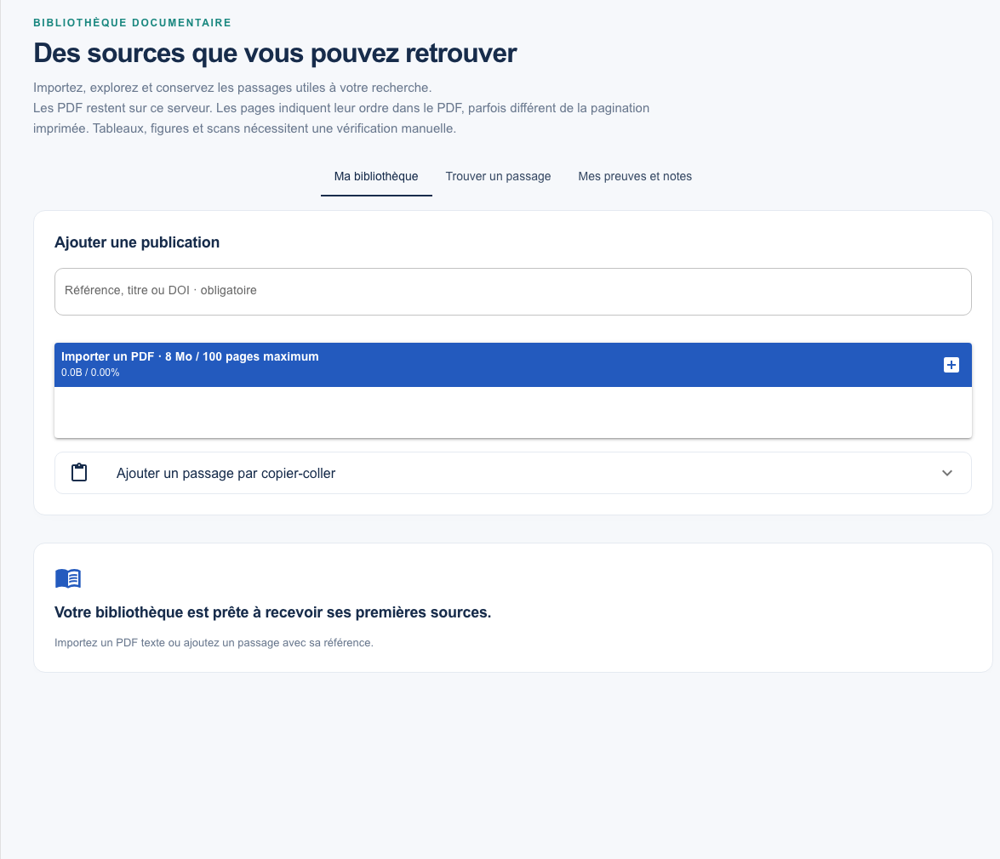 BIBLIOTHÈQUE DOCUMENTAIRE
Des sources que vous pouvez retrouver
Importez, explorez et conservez les passages utiles à votre recherche.
Les PDF restent sur ce serveur. Les pages indiquent leur ordre dans le PDF, parfois différent de la pagination
imprimée. Tableaux, figures et scans nécessitent une vérification manuelle.
Ma bibliothèque
Trouver un passage
Mes preuves et notes
Ajouter une publication
Référence, titre ou DOI · obligatoire
Importer un PDF · 8 Mo / 100 pages maximum
0.0B / 0.00%
Ajouter un passage par copier-coller
Votre bibliothèque est prête à recevoir ses premières sources.
Importez un PDF texte ou ajoutez un passage avec sa référence.